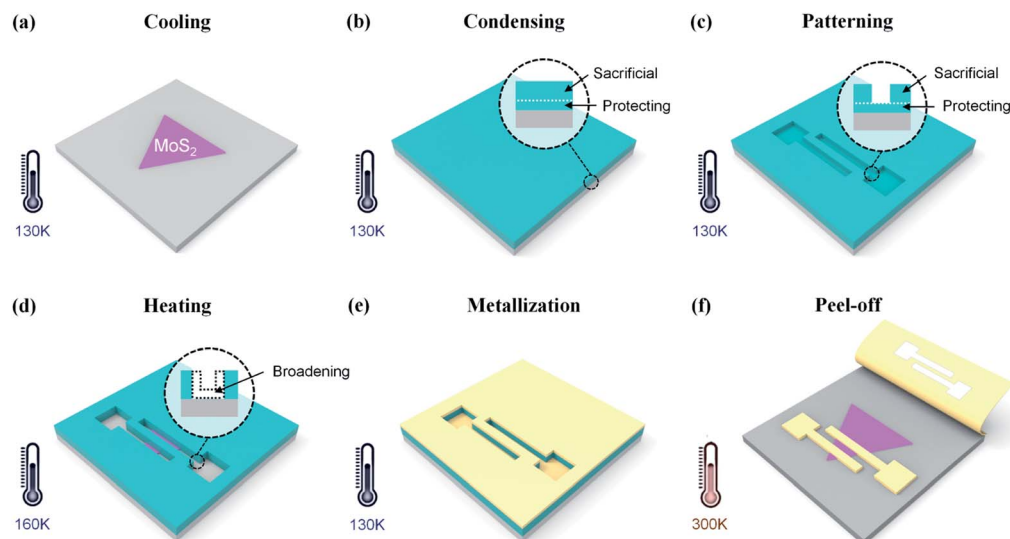 (a) Cooling
MoS₂
130K
(b) Condensing
Sacrificial
Protecting
130K
(c) Patterning
Sacrificial
Protecting
130K
(d) Heating
Broadening
160K
(e) Metallization
130K
(f) Peel-off
300K